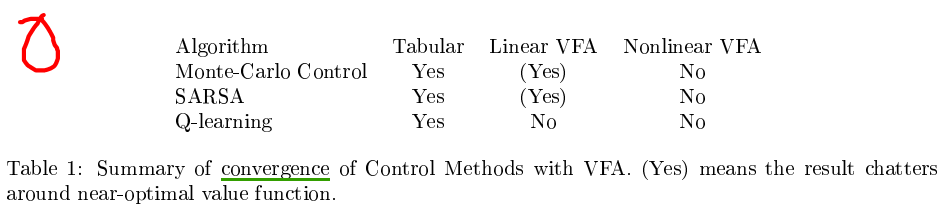 Algorithm Tabular Linear VFA Nonlinear VFA
Monte-Carlo Control Yes (Yes) No
SARSA Yes (Yes) No
Q-learning Yes No No
Table 1: Summary of convergence of Control Methods with VFA. (Yes) means the result chatters
around near-optimal value function.